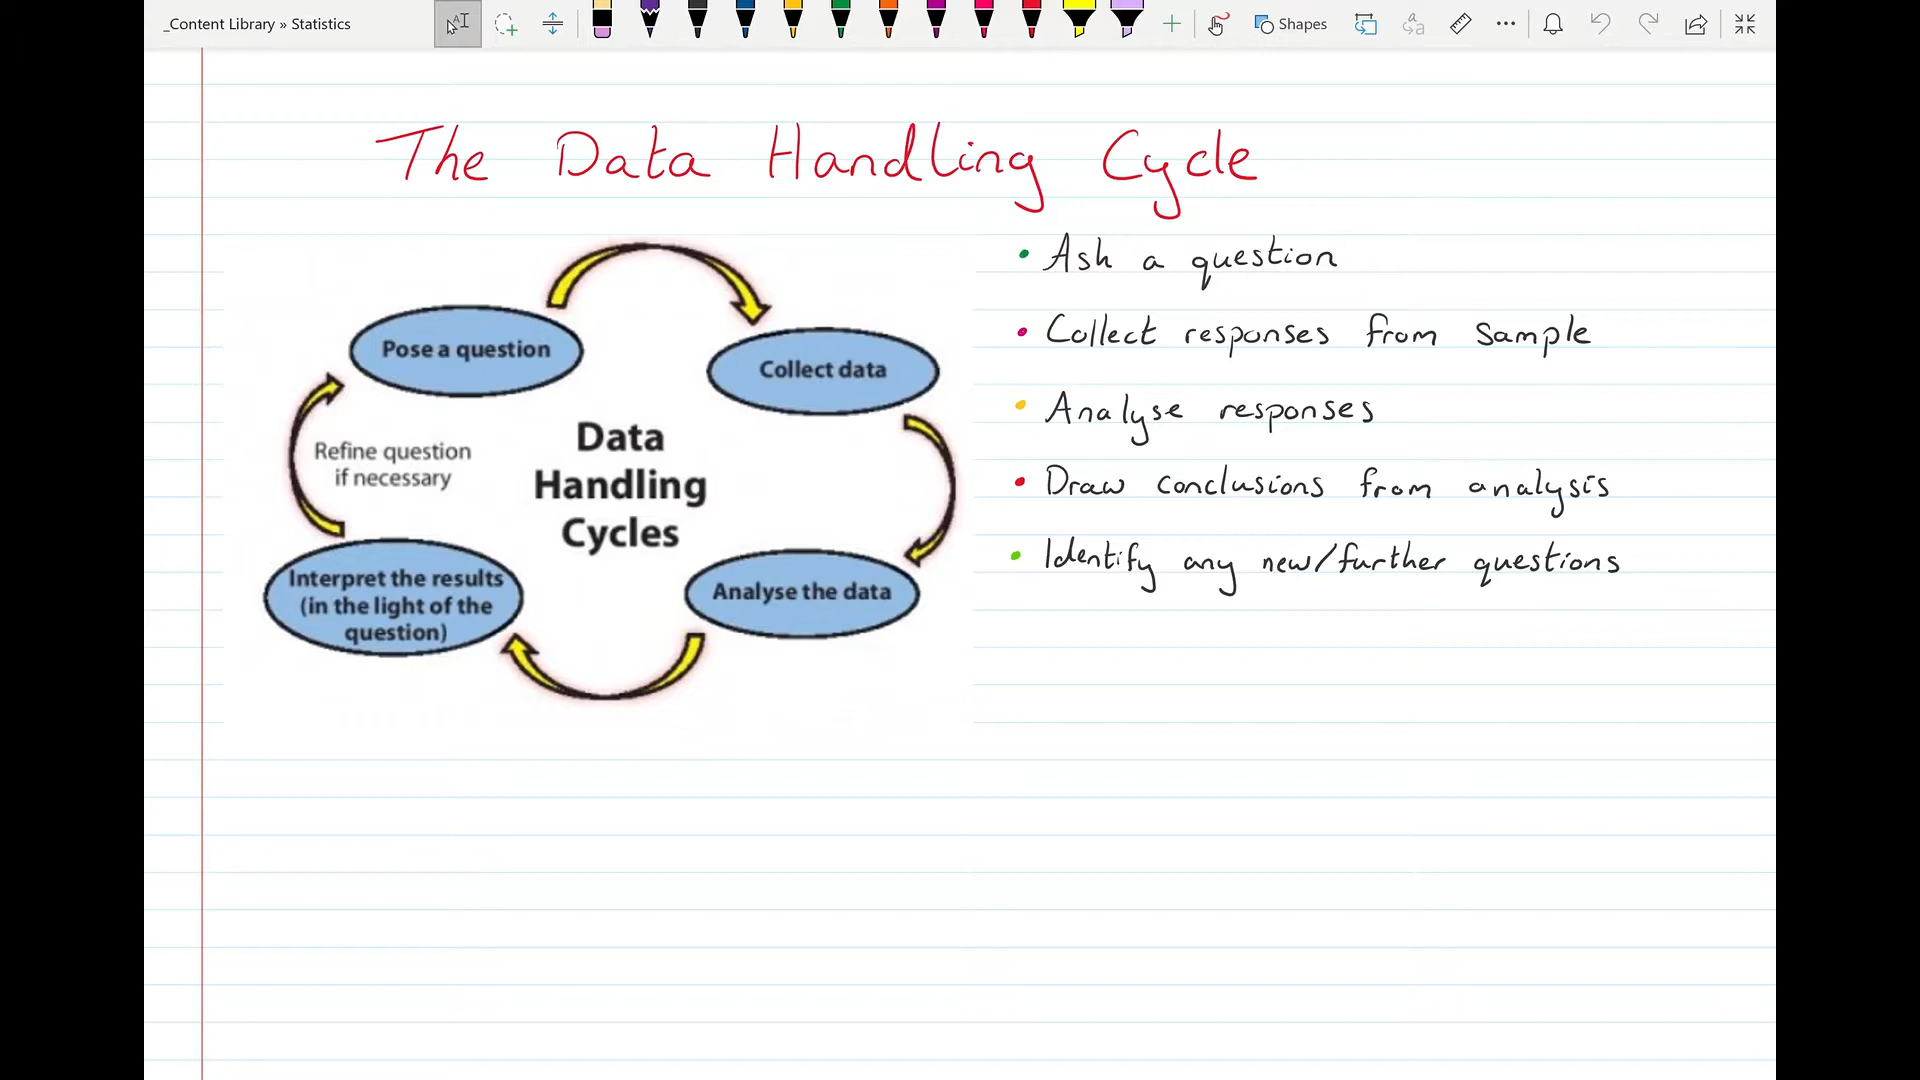 _Content Library » Statistics
Shapes
The Data Handling Cycle
Pose a question
Collect data
Refine question
if necessary
Data
Handling
Cycles
Interpret the results
(in the light of the
question)
Analyse the data
• Ask a question
• Collect responses from sample
• Analyse responses
• Draw conclusions from analysis
• Identify any new/further questions